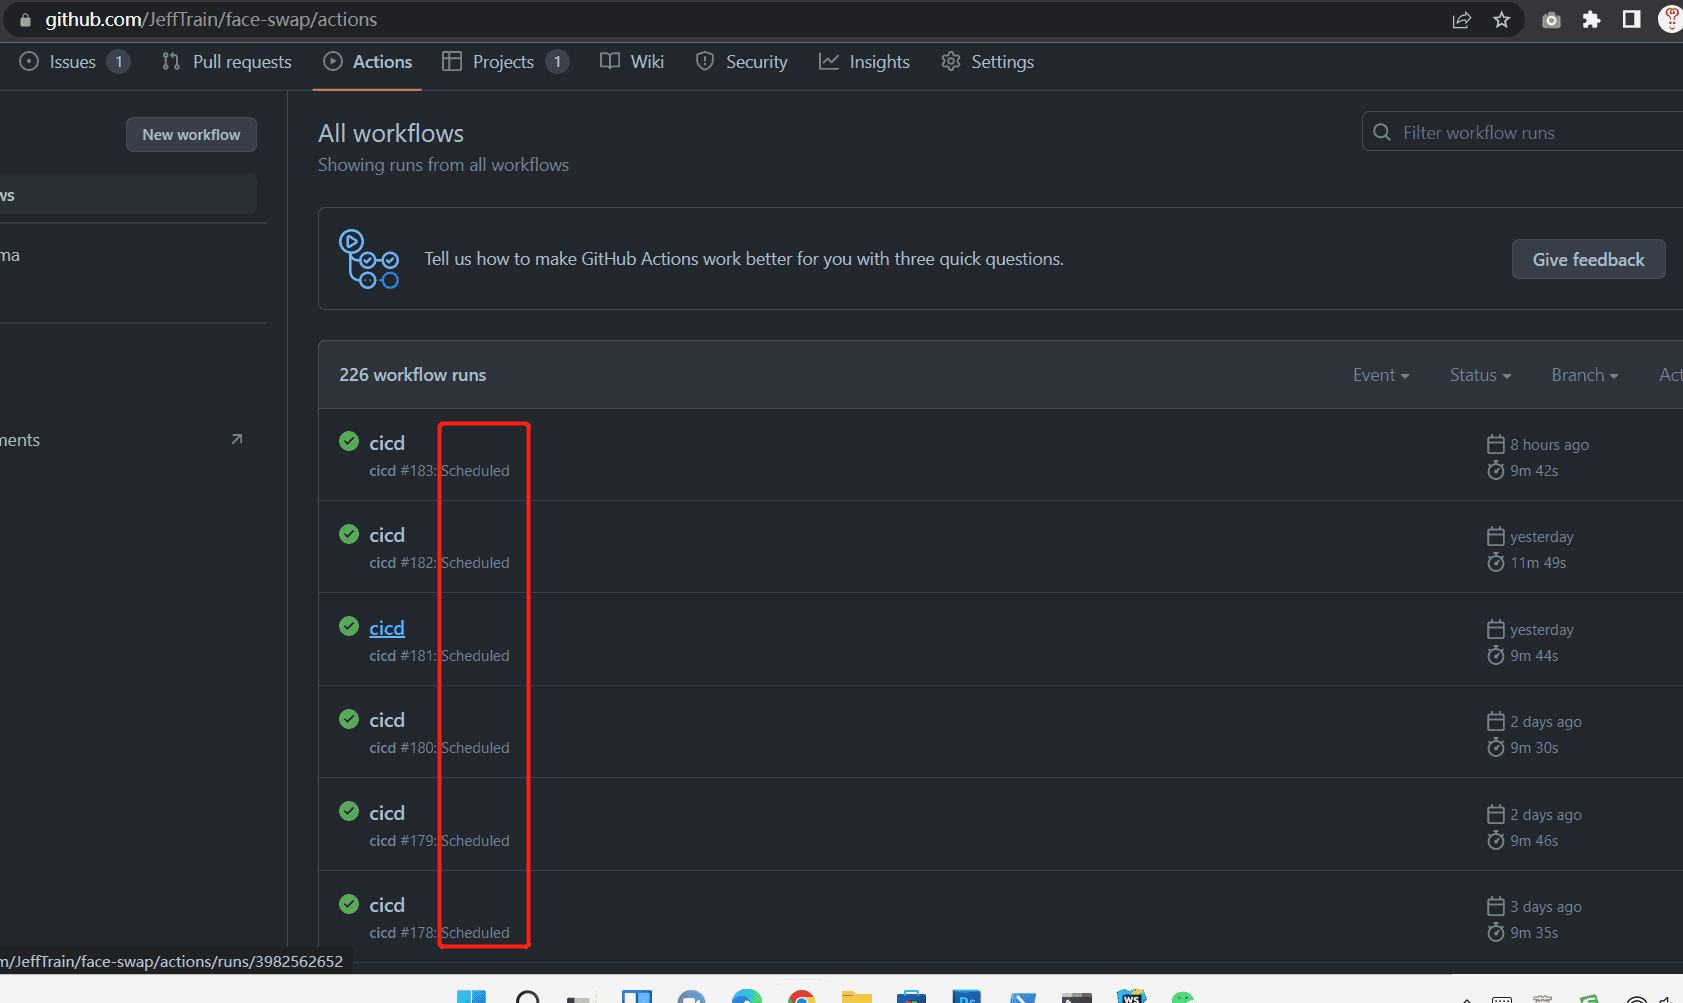 github.com/JeffTrain/face-swap/actions
Issues 1 Pull requests Actions Projects 1 Wiki Security Insights Settings
New workflow
ws
ma
ments
All workflows
Showing runs from all workflows
Filter workflow runs
Tell us how to make GitHub Actions work better for you with three quick questions.
Give feedback
226 workflow runs
Event Status Branch Act
cicd
cicd #183: Scheduled
8 hours ago
9m 42s
cicd
cicd #182: Scheduled
yesterday
11m 49s
cicd
cicd #181: Scheduled
yesterday
9m 44s
cicd
cicd #180: Scheduled
2 days ago
9m 30s
cicd
cicd #179: Scheduled
2 days ago
9m 46s
cicd
cicd #178: Scheduled
3 days ago
9m 35s
m/JeffTrain/face-swap/actions/runs/3982562652
Ps
WS